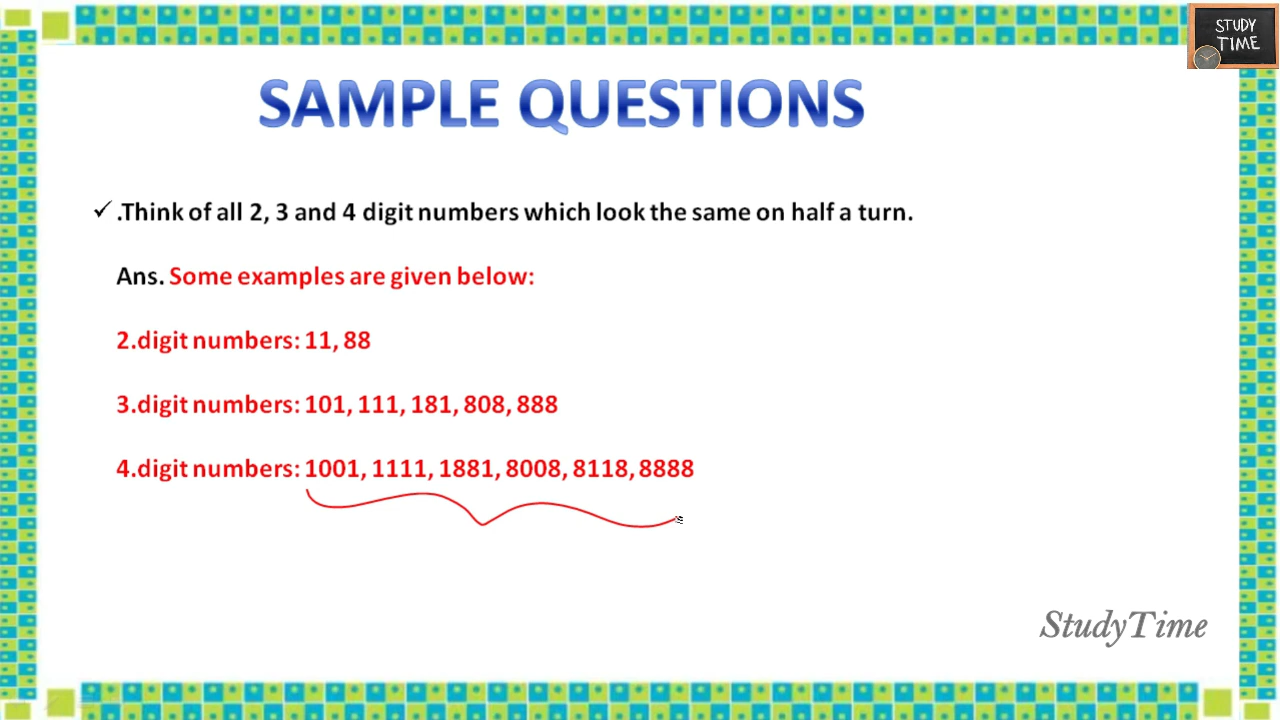 STUDY
TIME
SAMPLE QUESTIONS
✓ .Think of all 2, 3 and 4 digit numbers which look the same on half a turn.
Ans. Some examples are given below:
2.digit numbers: 11, 88
3.digit numbers: 101, 111, 181, 808, 888
4.digit numbers: 1001, 1111, 1881, 8008, 8118, 8888
StudyTime